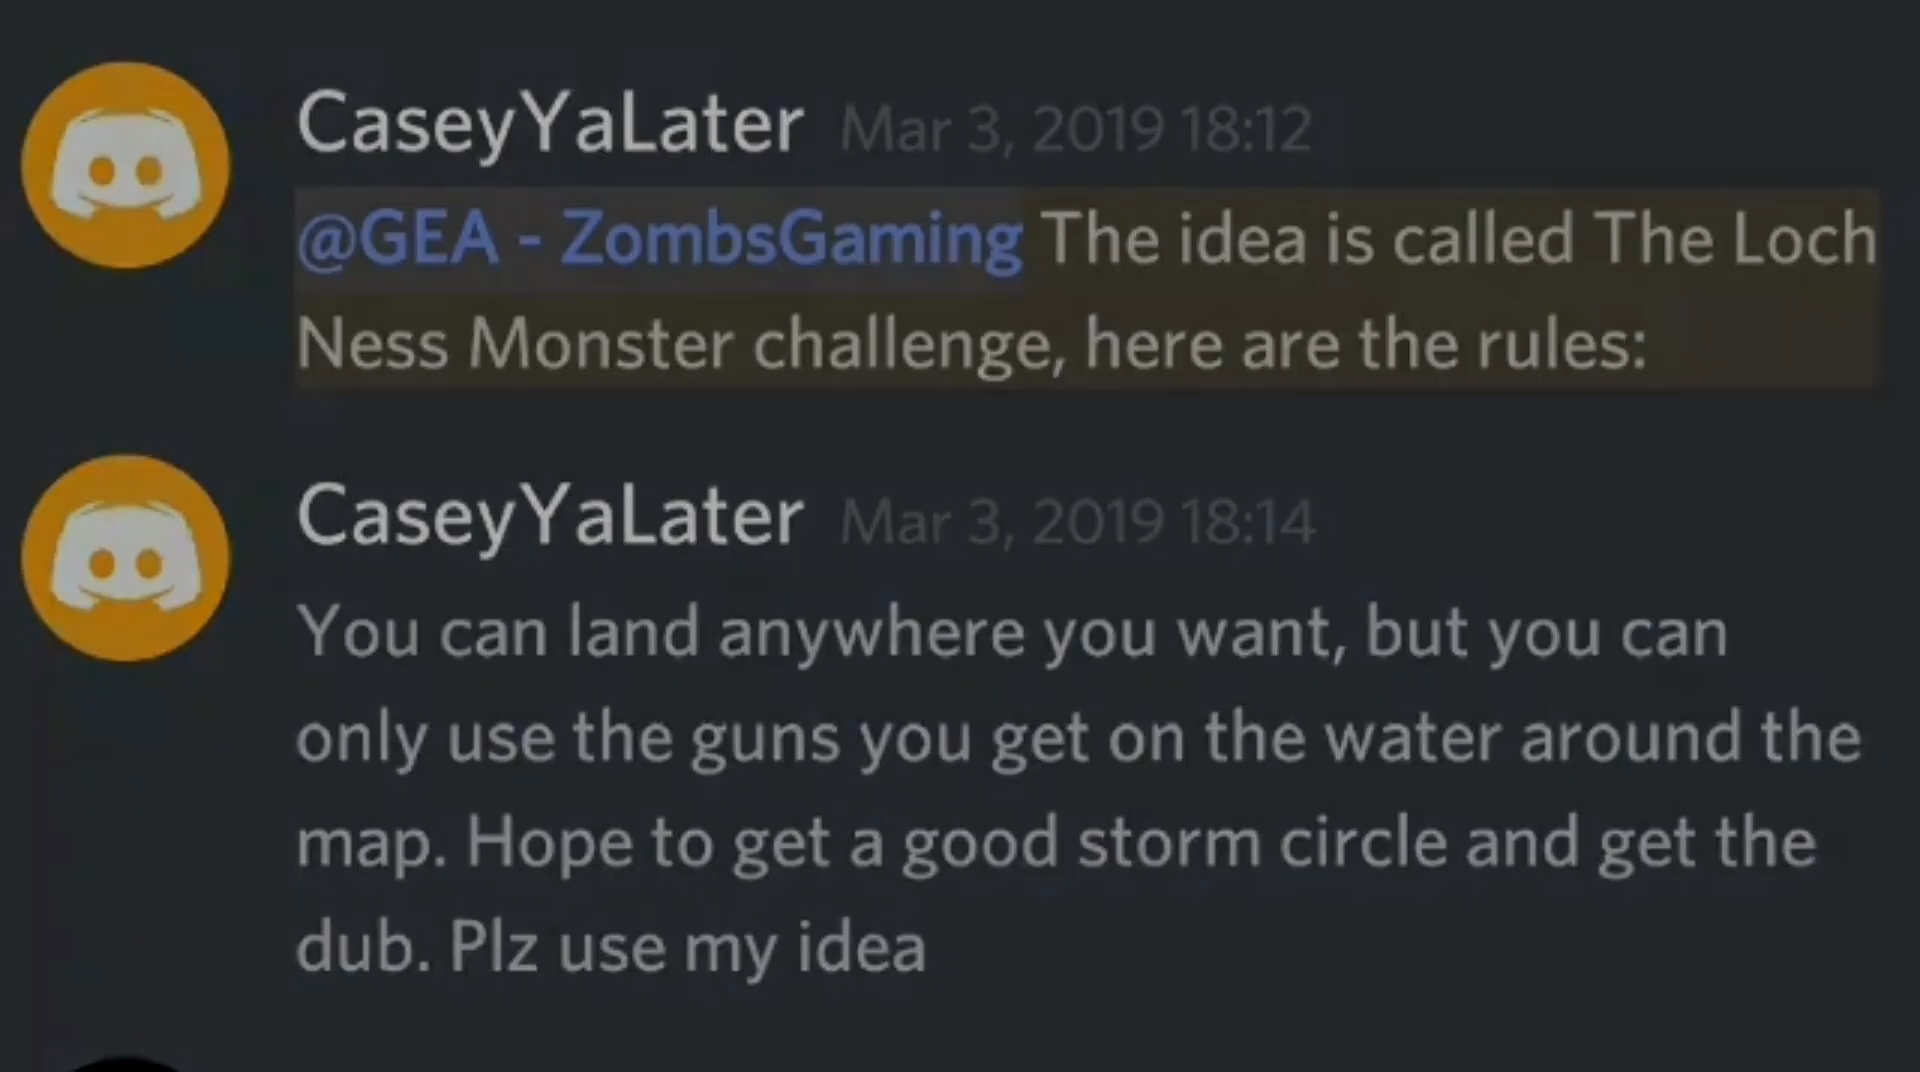 CaseyYaLater Mar 3, 2019 18:12
@GEA - ZombsGaming The idea is called The Loch
Ness Monster challenge, here are the rules:
CaseyYaLater Mar 3, 2019 18:14
You can land anywhere you want, but you can
only use the guns you get on the water around the
map. Hope to get a good storm circle and get the
dub. Plz use my idea